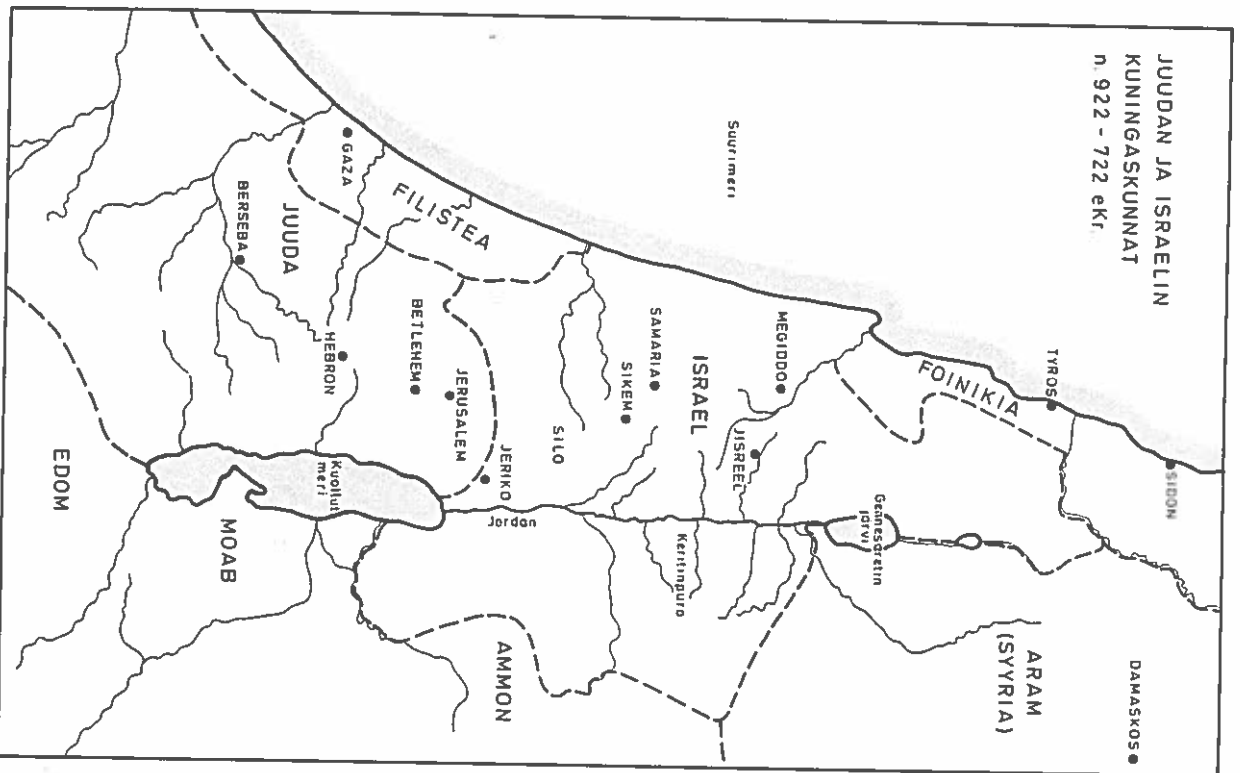 JUUDAN JA ISRAELIN
KUNINGASKUNNAT
n. 922 - 722 eKr.
SIDON
DAMASKOS
TYROS
FOINIKIA
ARAM
(SYYRIA)
Gennesaretin
järvi
Suurimeri
MEGIDDO
JISREEL
ISRAEL
Keritinpuro
SAMARIA
SIKEM
SILO
Jordan
AMMON
FILISTEA
JERIKO
JERUSALEM
BETLEHEM
GAZA
HEBRON
Kuollut
meri
JUUDA
BERSEBA
MOAB
EDOM